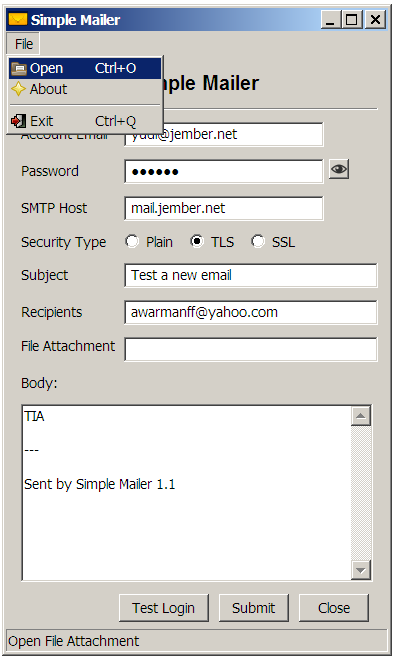 Simple Mailer
File
Open Ctrl+O
About
Exit Ctrl+Q
Mailer
Account Email
yudi@jember.net
Password ●●●●●●
SMTP Host mail.jember.net
Security Type Plain TLS SSL
Subject Test a new email
Recipients awarmanff@yahoo.com
File Attachment
Body:
TIA
---
Sent by Simple Mailer 1.1
Test Login Submit Close
Open File Attachment